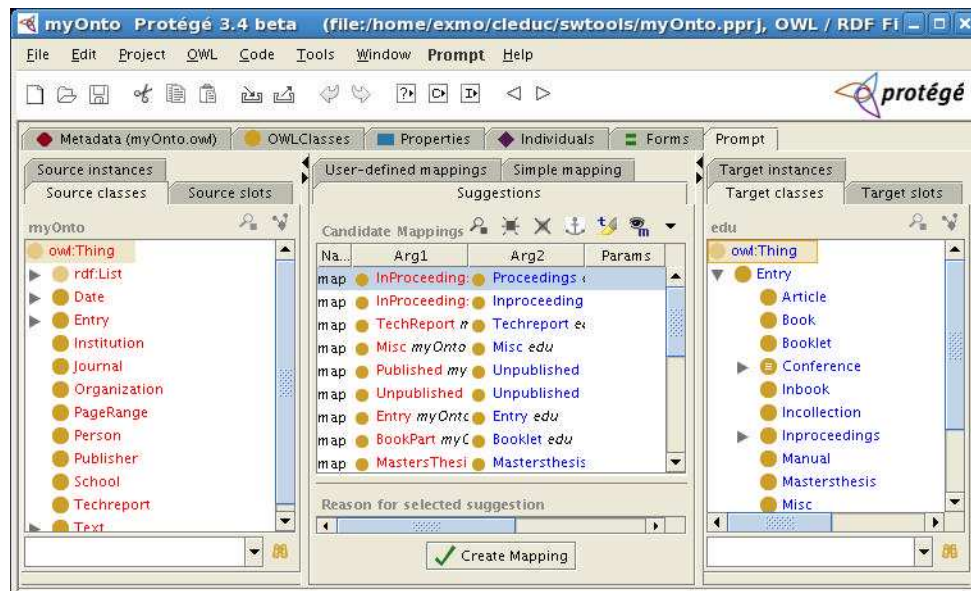 myOnto Protégé 3.4 beta (file:/home/exmo/cleduc/swtools/myOnto.pprj, OWL / RDF Fi
File Edit Project OWL Code Tools Window Prompt Help
protégé
Metadata (myOnto.owl) OWLClasses Properties Individuals Forms Prompt
Source instances
Source classes Source slots
myOnto
owl:Thing
rdf:List
Date
Entry
Institution
Journal
Organization
PageRange
Person
Publisher
School
Techreport
Text
User-defined mappings Simple mapping
Suggestions
Candidate Mappings
Na... Arg1 Arg2 Params
map InProceeding: Proceedings
map InProceeding: Inproceeding
map TechReport Techreport
map Misc myOnto Misc edu
map Published my Unpublished
map Unpublished Unpublished
map Entry myOnto Entry edu
map BookPart my Booklet edu
map MastersThesi Mastersthesis
Reason for selected suggestion
Create Mapping
Target instances
Target classes Target slots
edu
owl:Thing
Entry
Article
Book
Booklet
Conference
Inbook
Incollection
Inproceedings
Manual
Mastersthesis
Misc